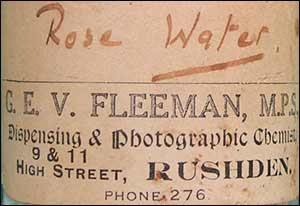 Rose Water.
G. E. V. FLEEMAN, M.P.S.
Dispensing & Photographic Chemist,
9 & 11
HIGH STREET, RUSHDEN.
PHONE 276